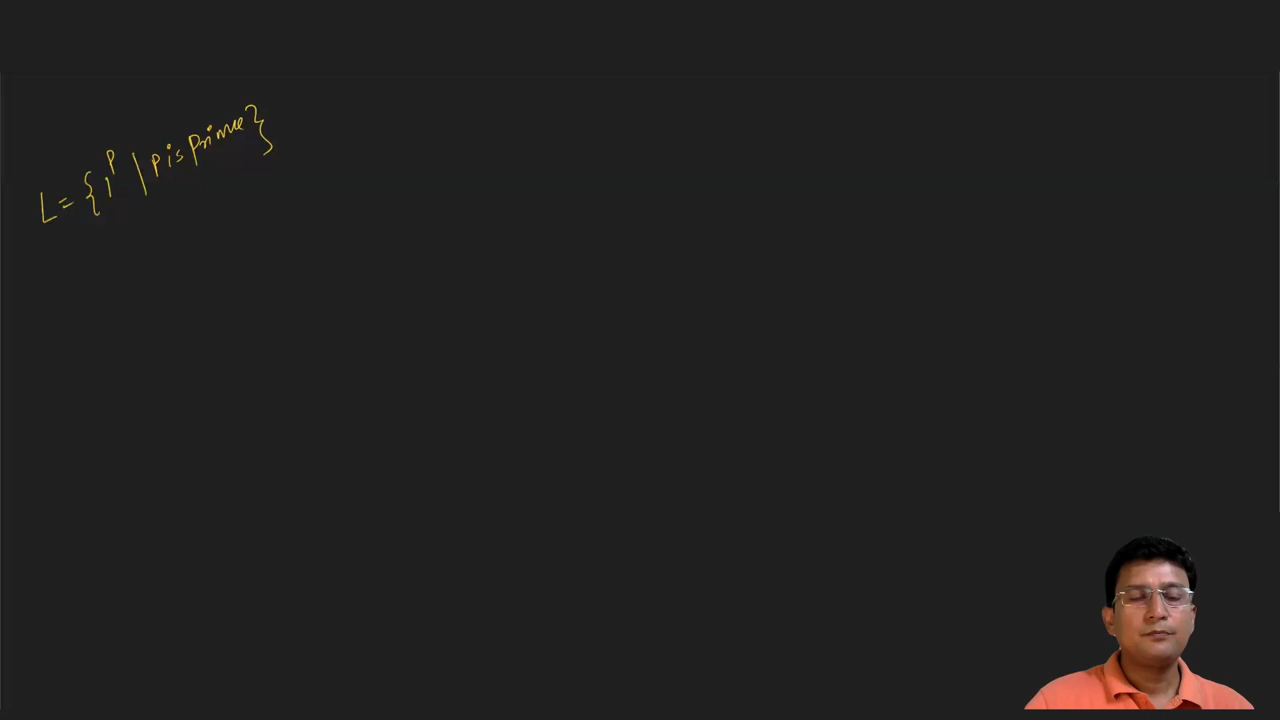 L = {1^p | p is prime}